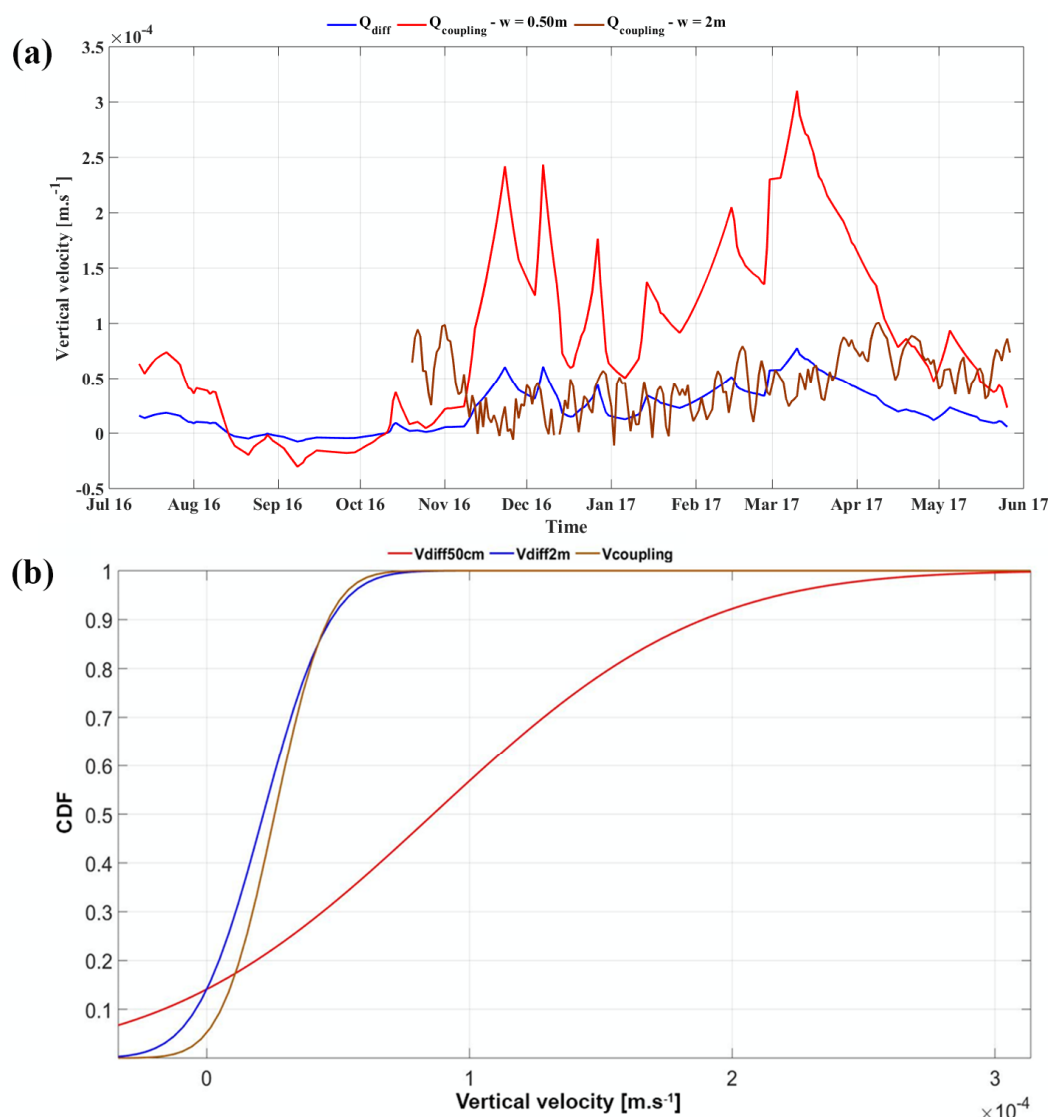 Q_diff Q_coupling - w = 0.50m Q_coupling - w = 2m
(a)
×10^-4
3.5
3
2.5
2
1.5
1
0.5
0
-0.5
Vertical velocity [m.s^-1]
Jul 16 Aug 16 Sep 16 Oct 16 Nov 16 Dec 16 Jan 17 Feb 17 Mar 17 Apr 17 May 17 Jun 17
Time
Vdiff50cm Vdiff2m Vcoupling
(b)
1
0.9
0.8
0.7
0.6
0.5
0.4
0.3
0.2
0.1
CDF
0 1 2 3
Vertical velocity [m.s^-1]
×10^-4